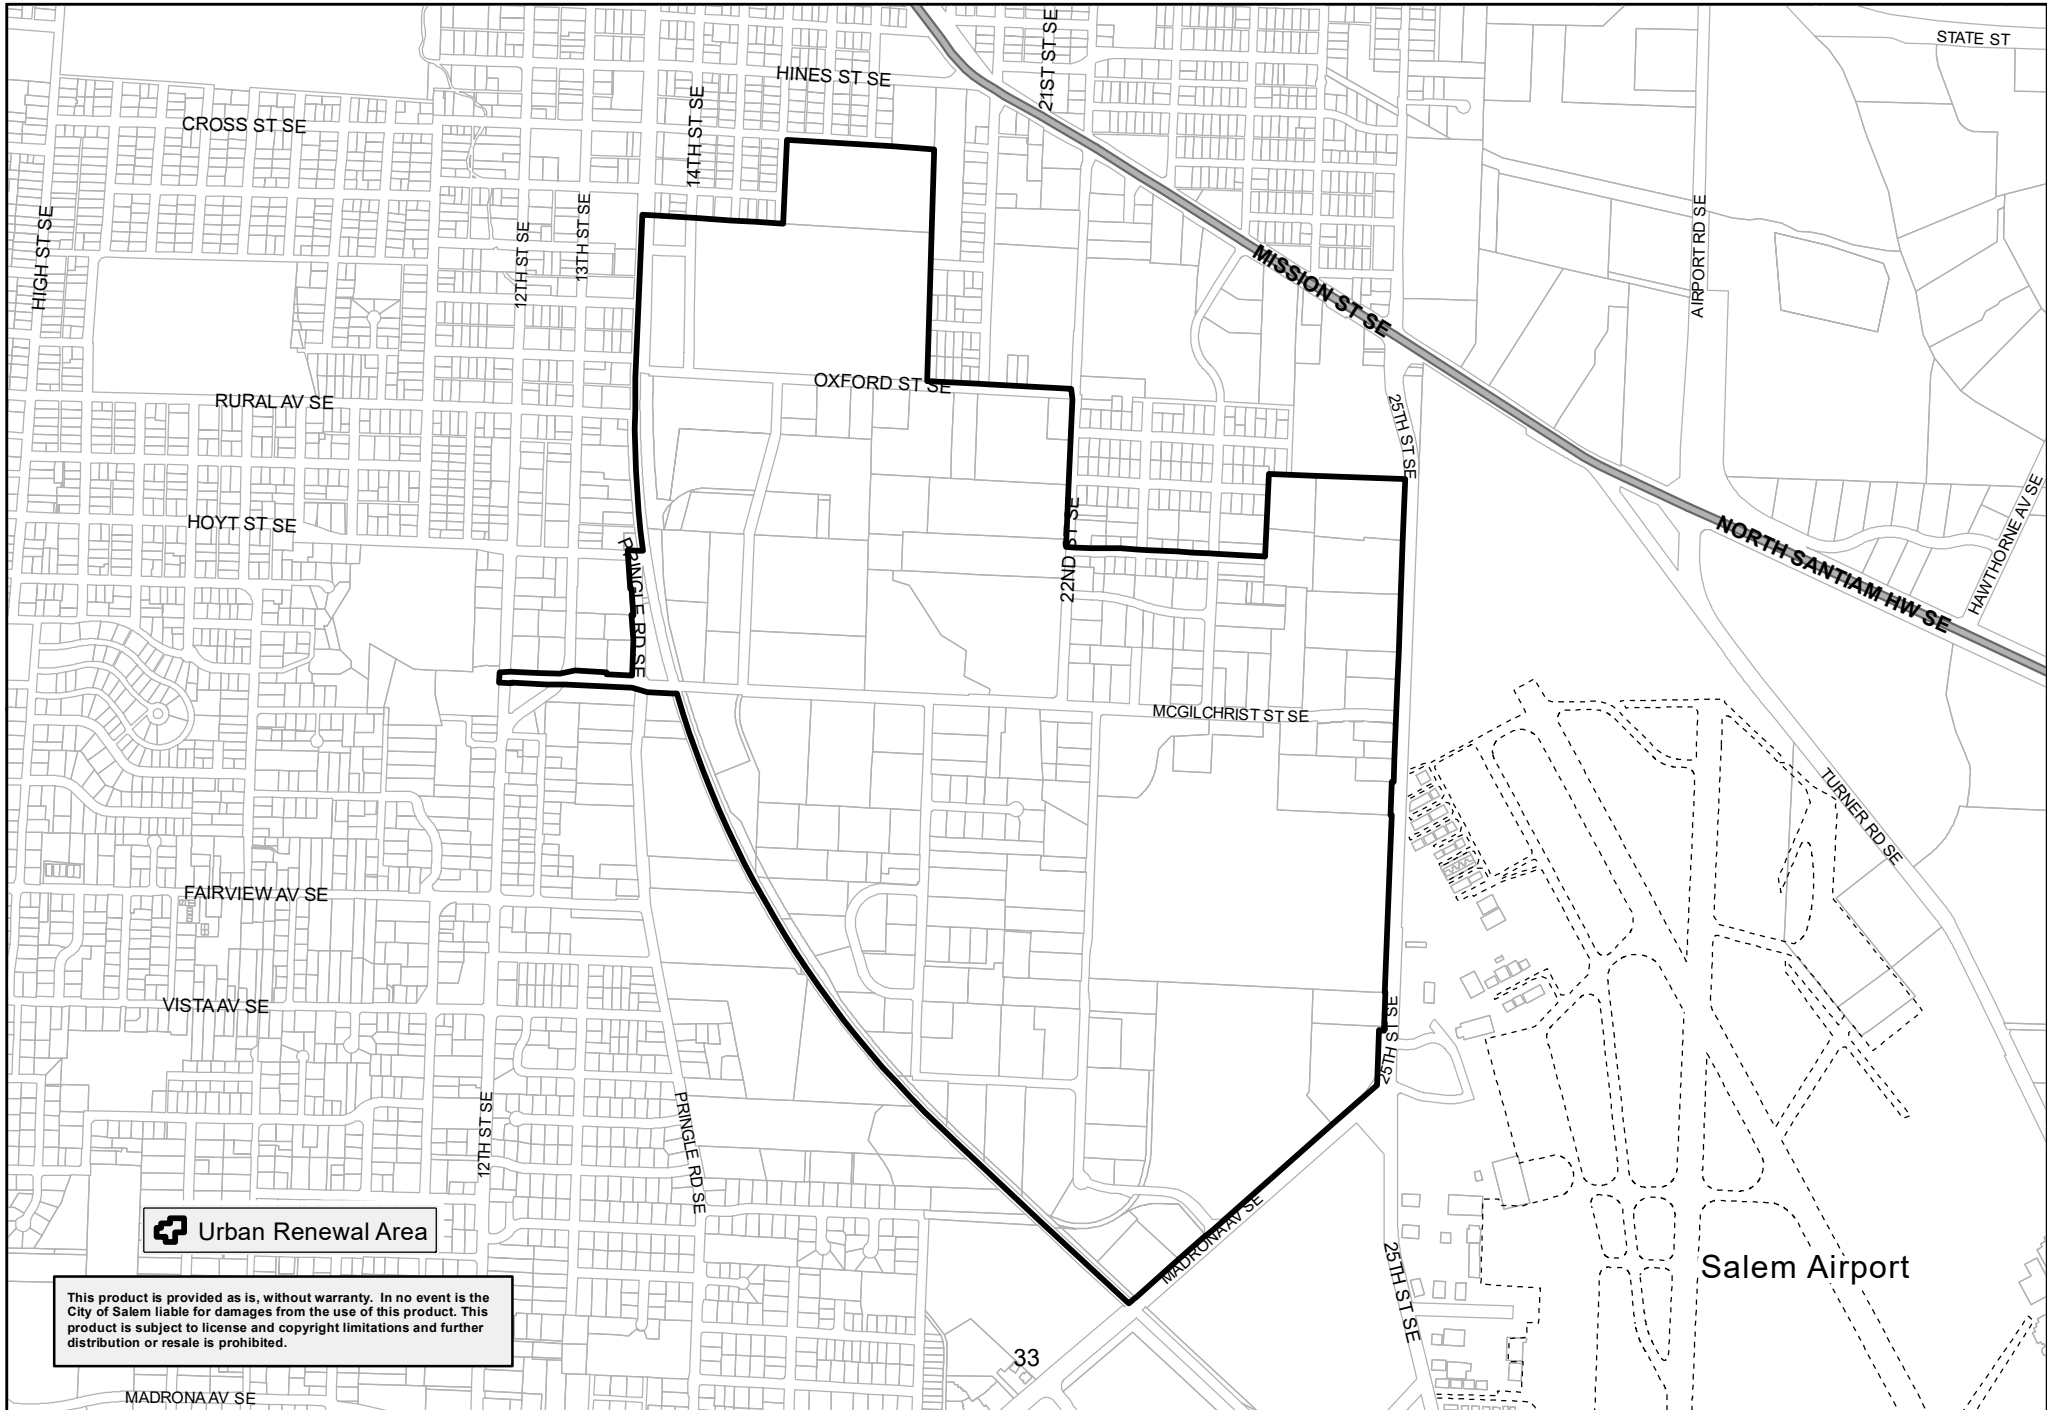 STATE ST
HINES ST SE
21ST ST SE
CROSS ST SE
14TH ST SE
HIGH ST SE
12TH ST SE
13TH ST SE
AIRPORT RD SE
MISSION ST SE
OXFORD ST SE
RURAL AV SE
25TH ST SE
HOYT ST SE
22ND ST SE
NORTH SANTIAM HW SE
HAWTHORNE AV SE
PRINGLE RD SE
MCGILCHRIST ST SE
TURNER RD SE
FAIRVIEW AV SE
VISTA AV SE
25TH ST SE
12TH ST SE
PRINGLE RD SE
MADRONA AV SE
25TH ST SE
Salem Airport
Urban Renewal Area
This product is provided as is, without warranty. In no event is the
City of Salem liable for damages from the use of this product. This
product is subject to license and copyright limitations and further
distribution or resale is prohibited.
33
MADRONA AV SE